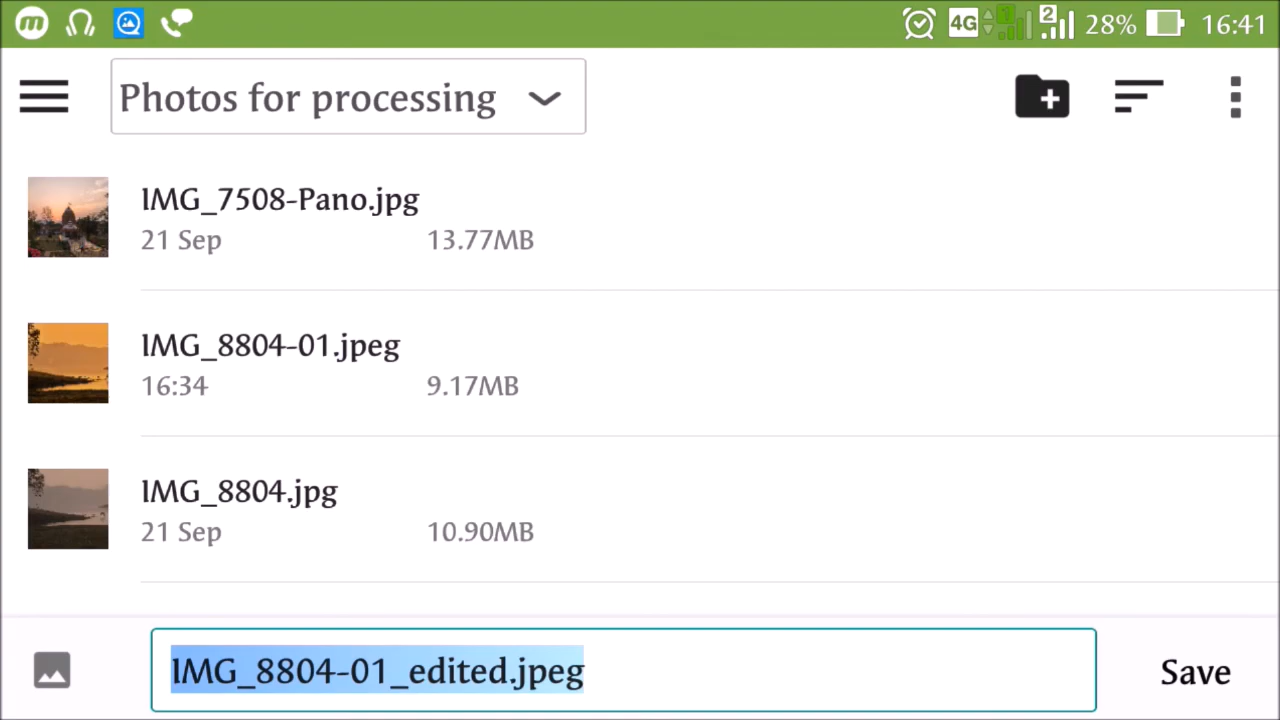 m 4G 1 2 28% 16:41
Photos for processing
IMG_7508-Pano.jpg
21 Sep 13.77MB
IMG_8804-01.jpeg
16:34 9.17MB
IMG_8804.jpg
21 Sep 10.90MB
IMG_8804-01_edited.jpeg Save